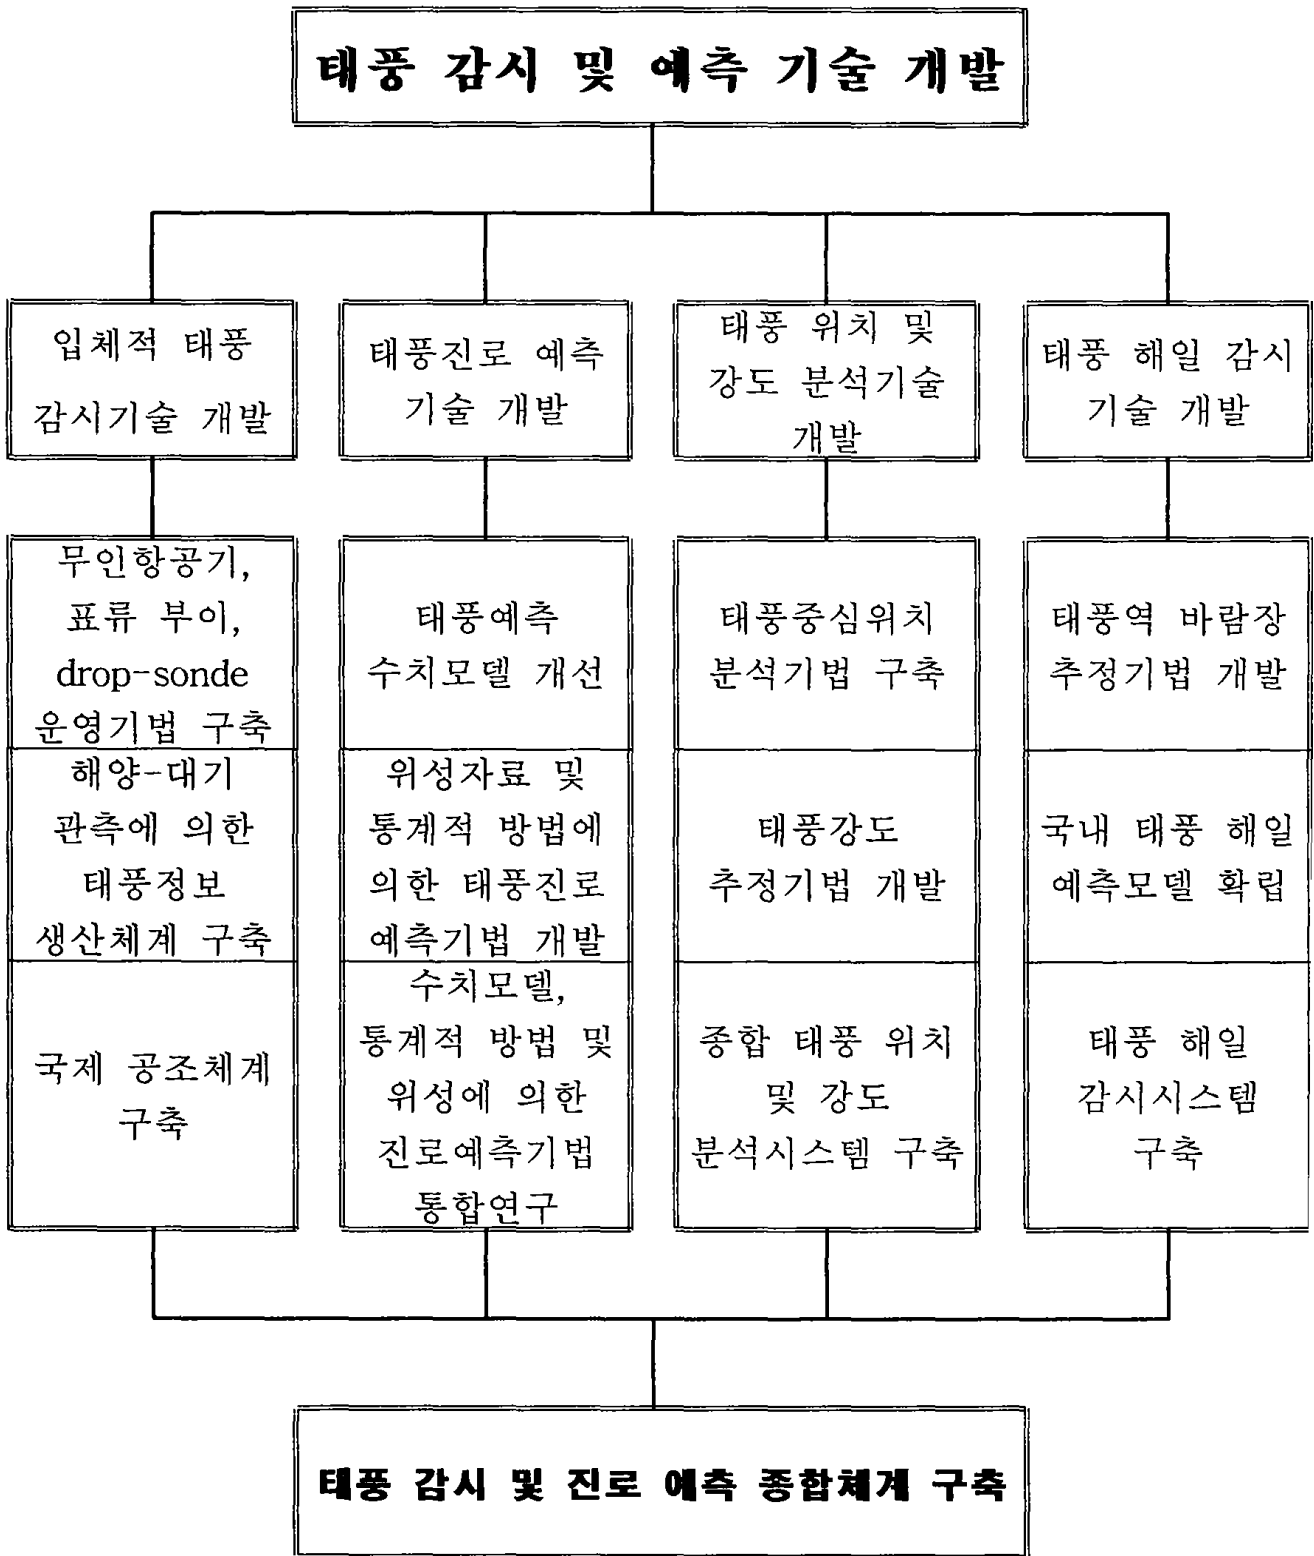 태풍 감시 및 예측 기술 개발
입체적 태풍
감시기술 개발
태풍진로 예측
기술 개발
태풍 위치 및
강도 분석기술
개발
태풍 해일 감시
기술 개발
무인항공기,
표류 부이,
drop-sonde
운영기법 구축
해양-대기
관측에 의한
태풍정보
생산체계 구축
국제 공조체계
구축
태풍예측
수치모델 개선
위성자료 및
통계적 방법에
의한 태풍진로
예측기법 개발
수치모델,
통계적 방법 및
위성에 의한
진로예측기법
통합연구
태풍중심위치
분석기법 구축
태풍강도
추정기법 개발
종합 태풍 위치
및 강도
분석시스템 구축
태풍역 바람장
추정기법 개발
국내 태풍 해일
예측모델 확립
태풍 해일
감시시스템
구축
태풍 감시 및 진로 예측 종합체계 구축